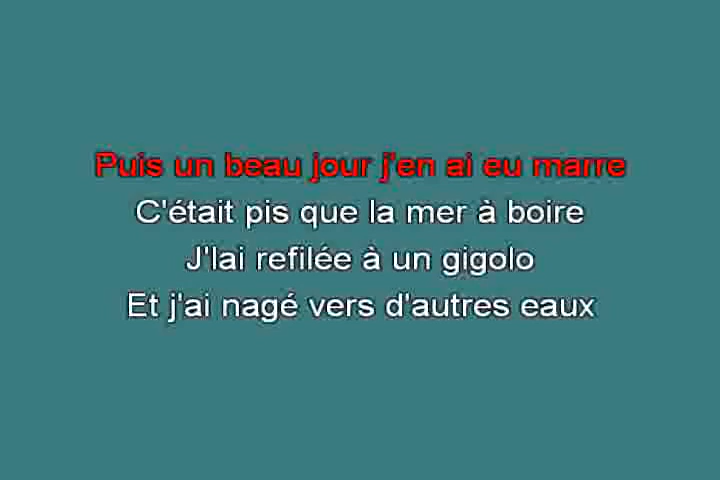 Puis un beau jour j'en ai eu marre
C'était pis que la mer à boire
J'lai refilée à un gigolo
Et j'ai nagé vers d'autres eaux